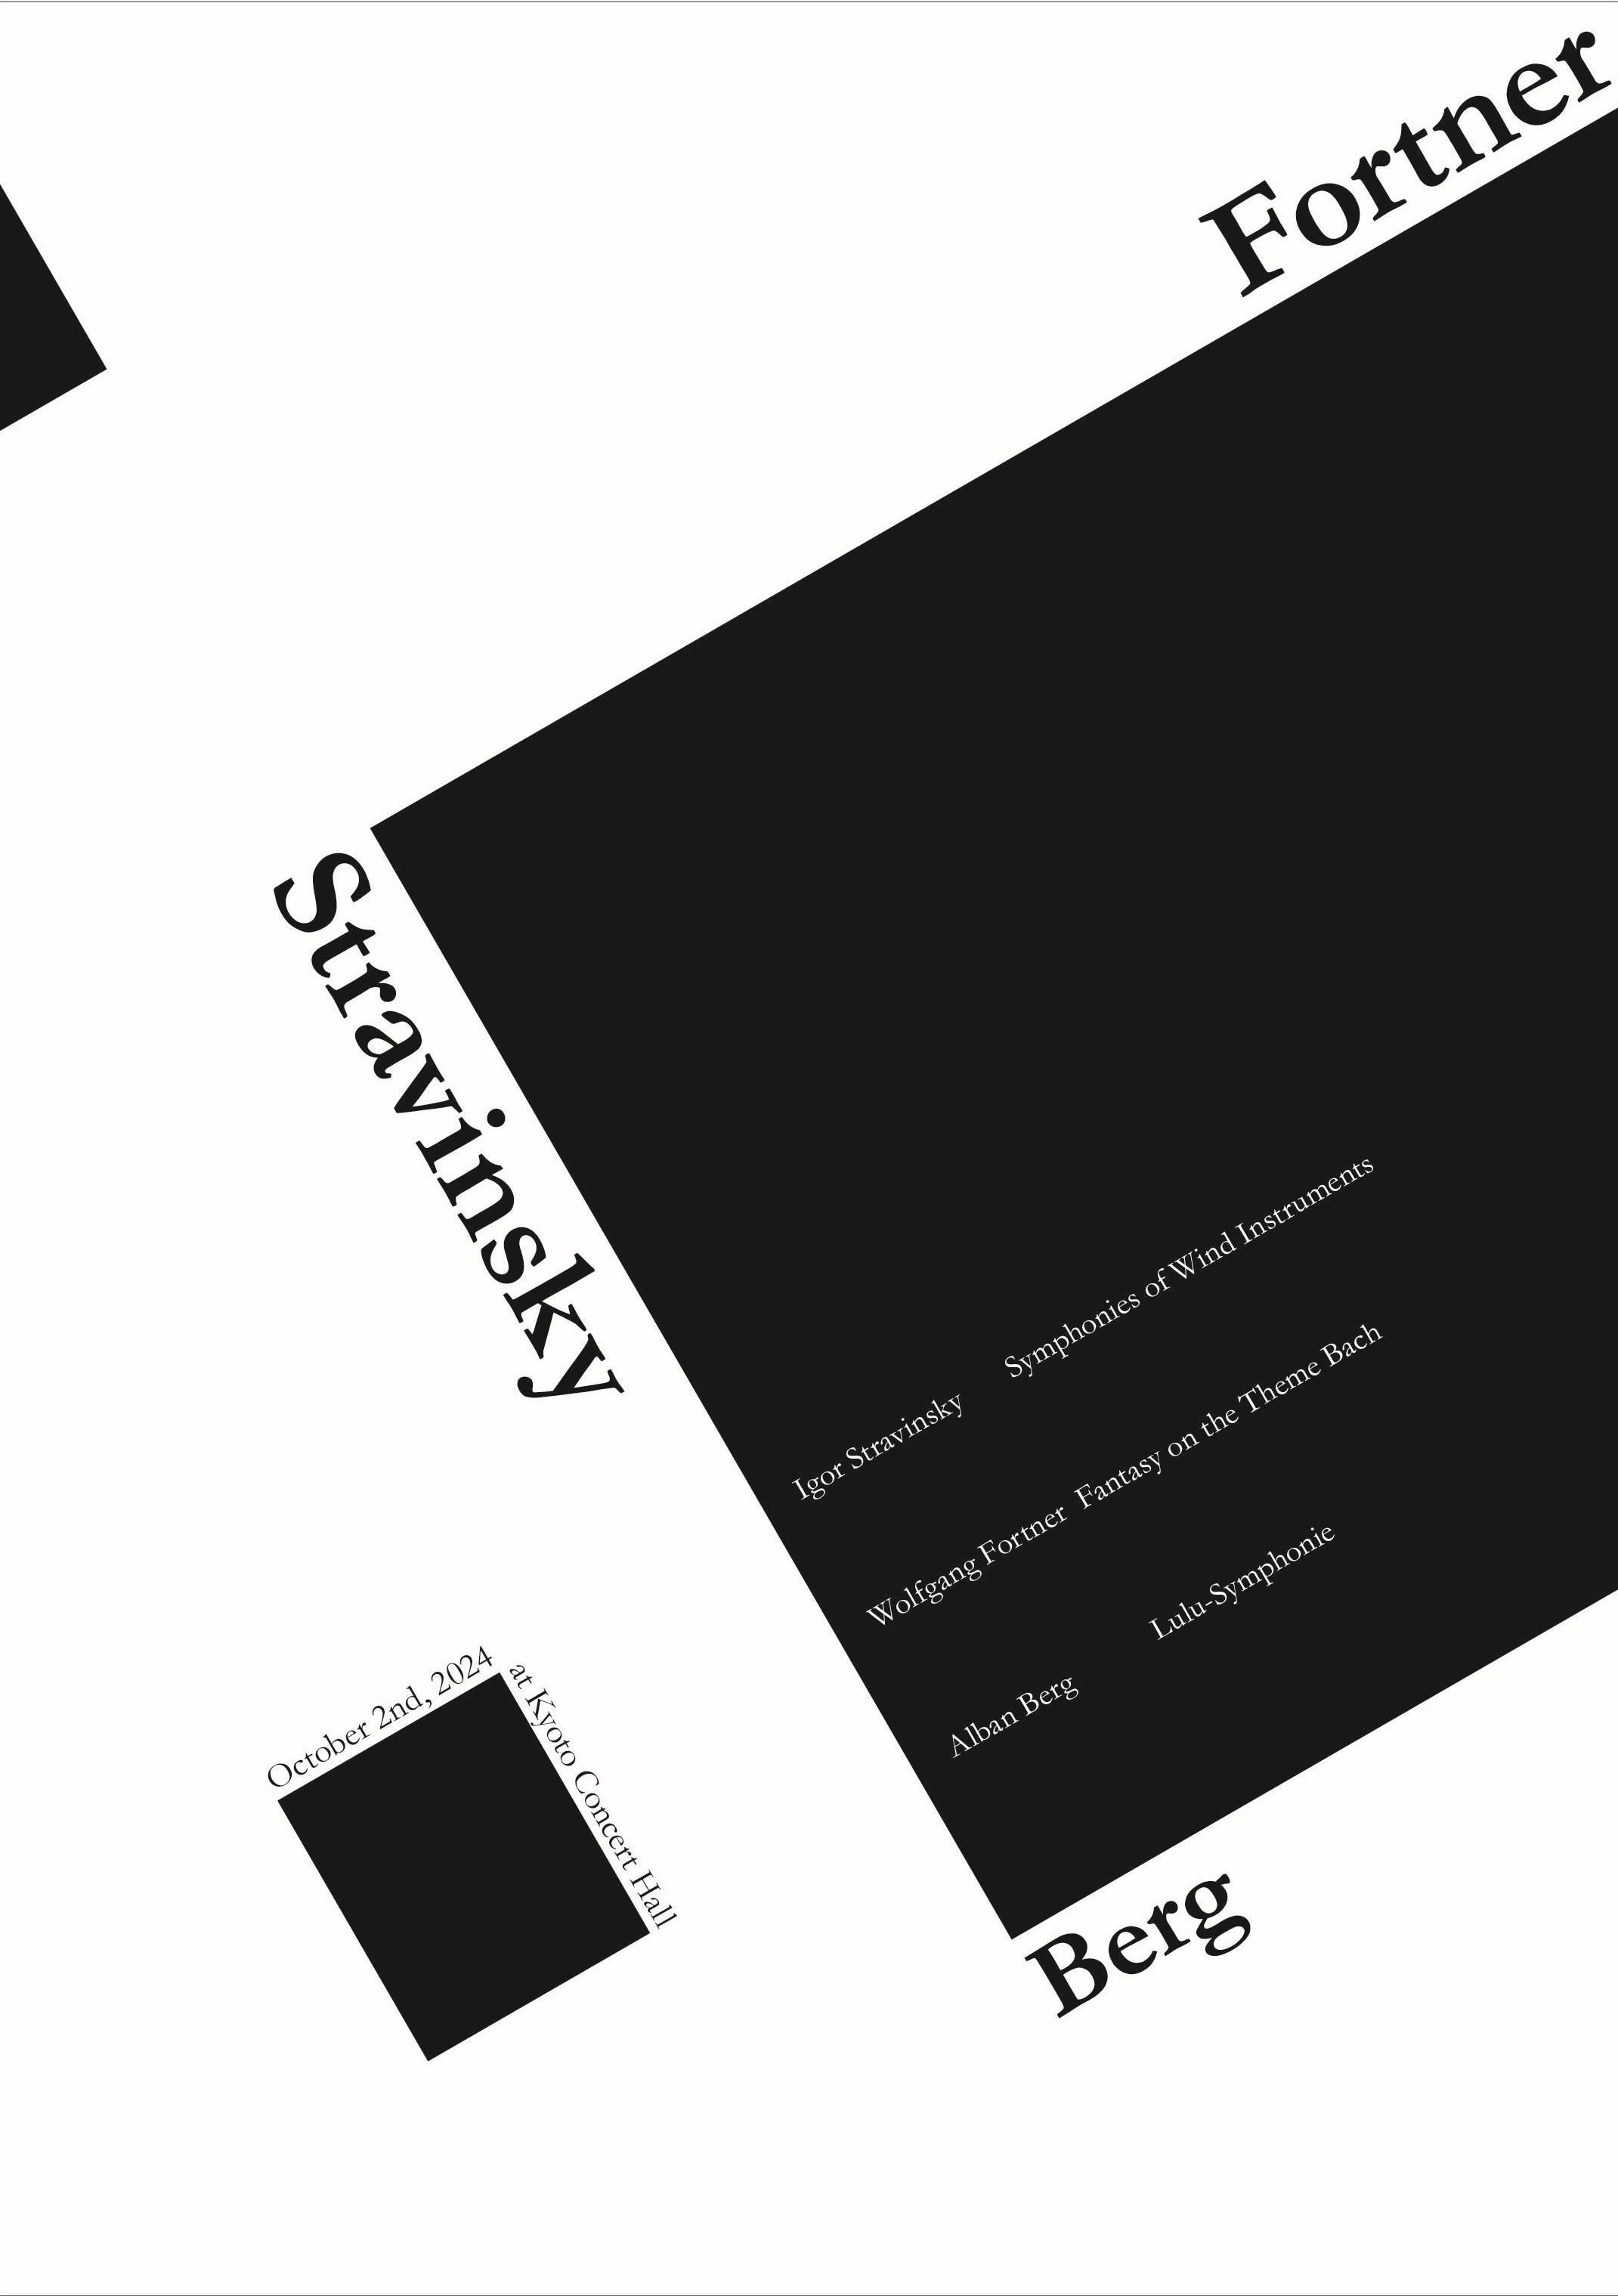 Fortner
Stravinsky
Igor Stravinsky Symphonies of Wind Instruments
Wolfgang Fortner Fantasy on the Theme Bach
Alban Berg Lulu-Symphonie
Berg
October 2nd, 2024
at Kyoto Concert Hall